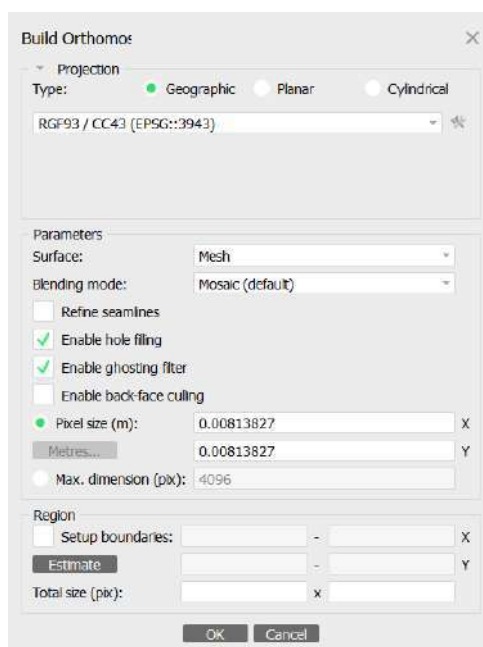 Build Orthomos
Projection
Type: Geographic Planar Cylindrical
RGF93 / CC43 (EPSG::3943)
Parameters
Surface: Mesh
Blending mode: Mosaic (default)
Refine seamlines
Enable hole filing
Enable ghosting filter
Enable back-face culing
Pixel size (m): 0.00813827 X
Metres... 0.00813827 Y
Max. dimension (pix): 4096
Region
Setup boundaries: - X
Estimate - Y
Total size (pix): x
OK Cancel